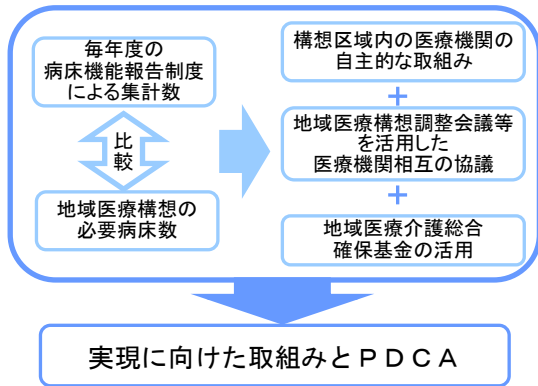 毎年度の
病床機能報告制度
による集計数
比
較
地域医療構想の
必要病床数
構想区域内の医療機関の
自主的な取組み
＋
地域医療構想調整会議等
を活用した
医療機関相互の協議
＋
地域医療介護総合
確保基金の活用
実現に向けた取組みとＰＤＣＡ